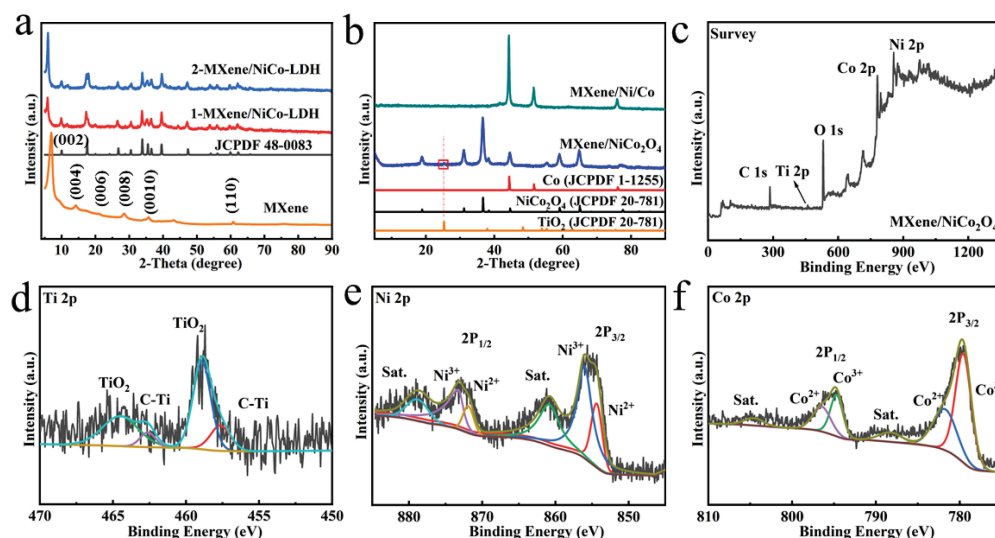 a
Intensity (a.u.)
2-MXene/NiCo-LDH
1-MXene/NiCo-LDH
(002)
JCPDF 48-0083
(004)
(006)
(008)
(0010)
(110)
MXene
10 20 30 40 50 60 70 80 90
2-Theta (degree)
b
Intensity (a.u.)
MXene/Ni/Co
MXene/NiCo2O4
Co (JCPDF 1-1255)
NiCo2O4 (JCPDF 20-781)
TiO2 (JCPDF 20-781)
20 40 60 80
2-Theta (degree)
c
Survey
Intensity (a.u.)
Ni 2p
Co 2p
O 1s
C 1s
Ti 2p
MXene/NiCo2O4
0 300 600 900 1200
Binding Energy (eV)
d
Ti 2p
Intensity (a.u.)
TiO2
TiO2
C-Ti
C-Ti
470 465 460 458 455 450
Binding Energy (eV)
e
Ni 2p
Intensity (a.u.)
2P3/2
2P1/2
Ni3+
Sat.
Ni3+
Ni2+
Sat.
Ni2+
880 870 860 850
Binding Energy (eV)
f
Co 2p
Intensity (a.u.)
2P3/2
2P1/2
Co3+
Co2+
Sat.
Sat.
Co2+
Co
810 800 790 780
Binding Energy (eV)